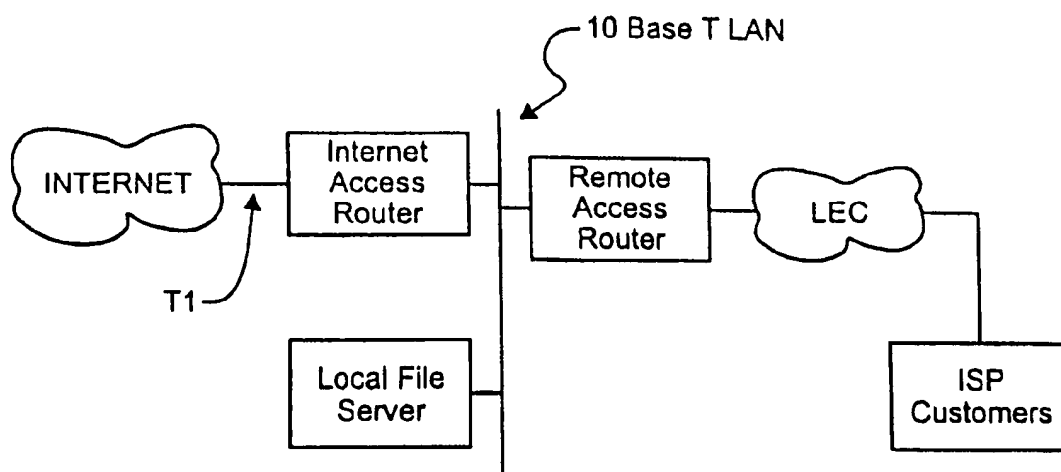 10 Base T LAN
INTERNET
Internet
Access
Router
Remote
Access
Router
LEC
T1
Local File
Server
ISP
Customers